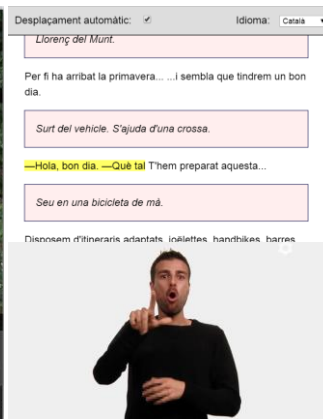 Desplaçament automàtic: Idioma: Català
Llorenç del Munt.
Per fi ha arribat la primavera... ...i sembla que tindrem un bon
dia.
Surt del vehicle. S'ajuda d'una crossa.
—Hola, bon dia. —Què tal T'hem preparat aquesta...
Seu en una bicicleta de mà.
Disposem d'itineraris adaptats, joëlettes, handbikes, barres